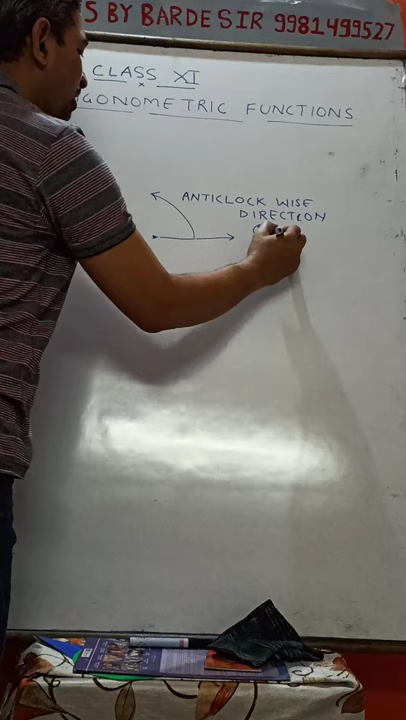 S BY BARDE SIR 9981499527
CLASS XI
GONOMETRIC FUNCTIONS
ANTICLOCK WISE
DIRECTION